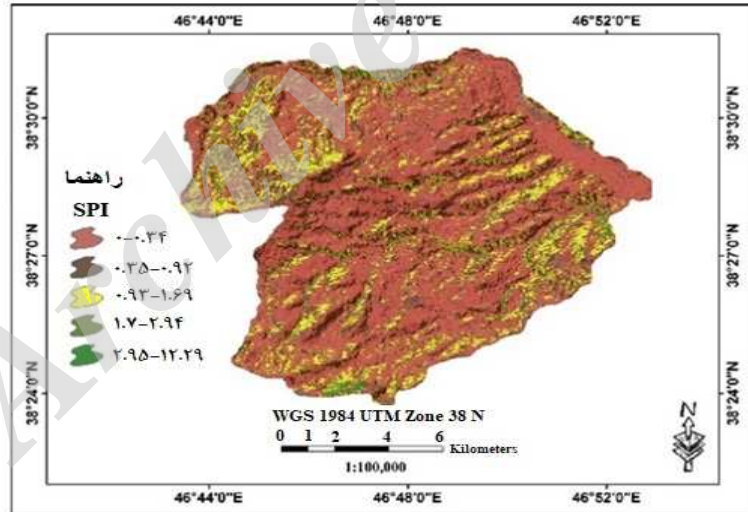 46°44'0"E 46°48'0"E 46°52'0"E
38°30'0"N 38°30'0"N
38°27'0"N 38°27'0"N
38°24'0"N 38°24'0"N
راهنما
SPI
۰-۰.۳۴
۰.۳۵-۰.۹۲
۰.۹۳-۱.۶۹
۱.۷-۲.۹۴
۲.۹۵-۱۲.۲۹
WGS 1984 UTM Zone 38 N
0 1 2 4 6
Kilometers
1:100,000
N
46°44'0"E 46°48'0"E 46°52'0"E
Archive